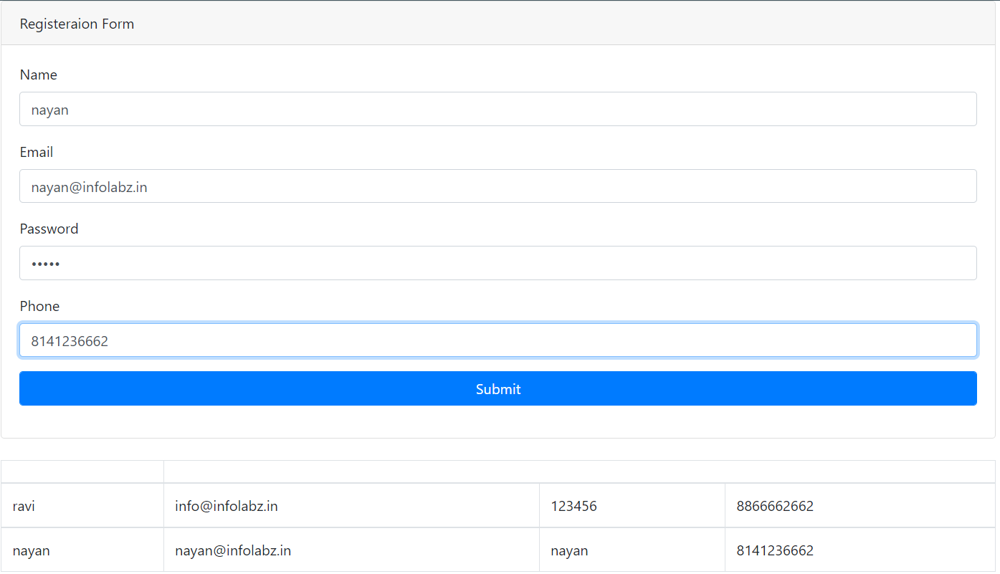 Registeraion Form
Name
nayan
Email
nayan@infolabz.in
Password
•••••
Phone
8141236662
Submit
ravi info@infolabz.in 123456 8866662662
nayan nayan@infolabz.in nayan 8141236662